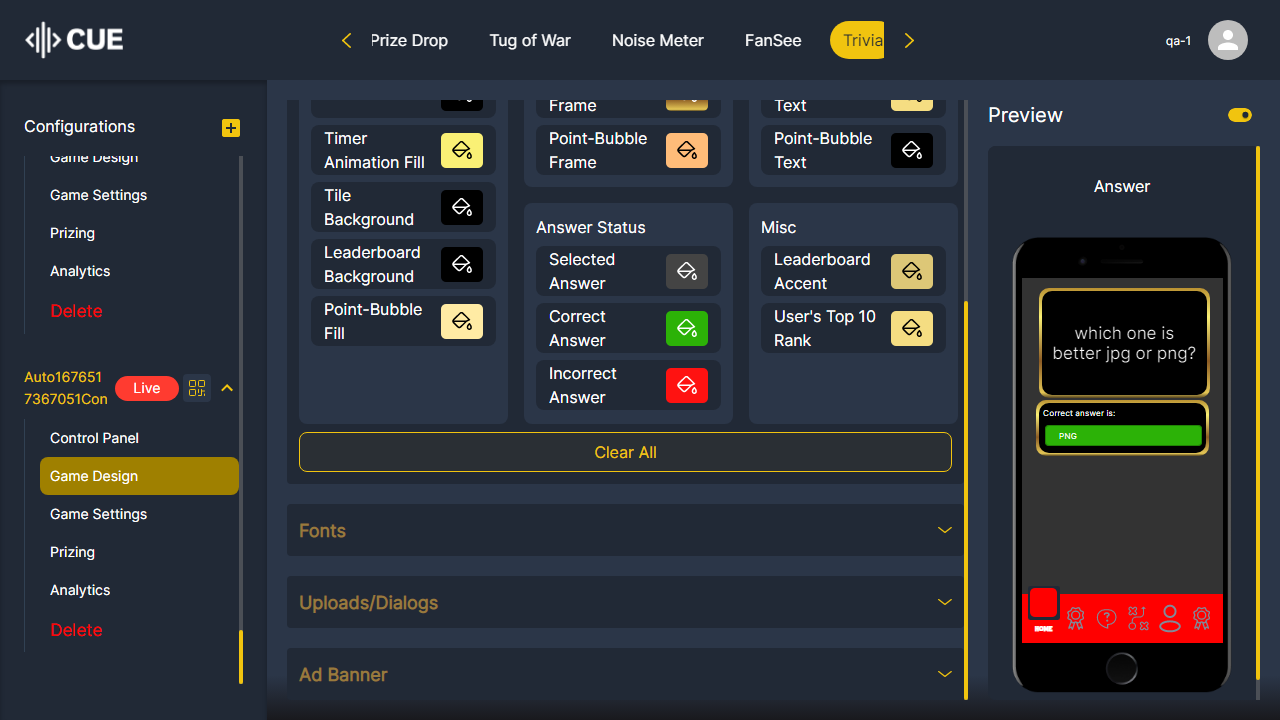 CUE
Prize Drop
Tug of War
Noise Meter
FanSee
Trivia
qa-1
Configurations
Game Design
Game Settings
Prizing
Analytics
Delete
Auto167651
7367051Con
Live
Control Panel
Game Design
Game Settings
Prizing
Analytics
Delete
Timer
Animation Fill
Tile
Background
Leaderboard
Background
Point-Bubble
Fill
Frame
Point-Bubble
Frame
Text
Point-Bubble
Text
Answer Status
Selected
Answer
Correct
Answer
Incorrect
Answer
Misc
Leaderboard
Accent
User's Top 10
Rank
Clear All
Fonts
Uploads/Dialogs
Ad Banner
Preview
Answer
which one is
better jpg or png?
Correct answer is:
PNG
HOME